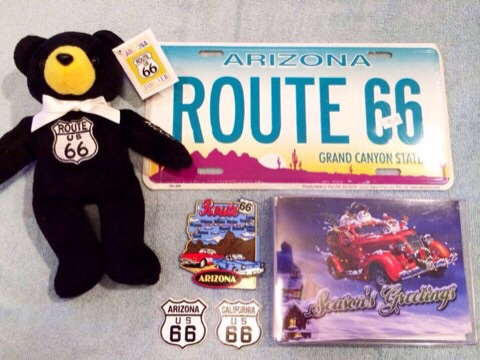 ARIZONA
ROUTE
66
ROUTE
US
66
ARIZONA
ROUTE 66
GRAND CANYON STATE
Route 66
ARIZONA
ARIZONA
US
66
CALIFORNIA
US
66
Season's Greetings